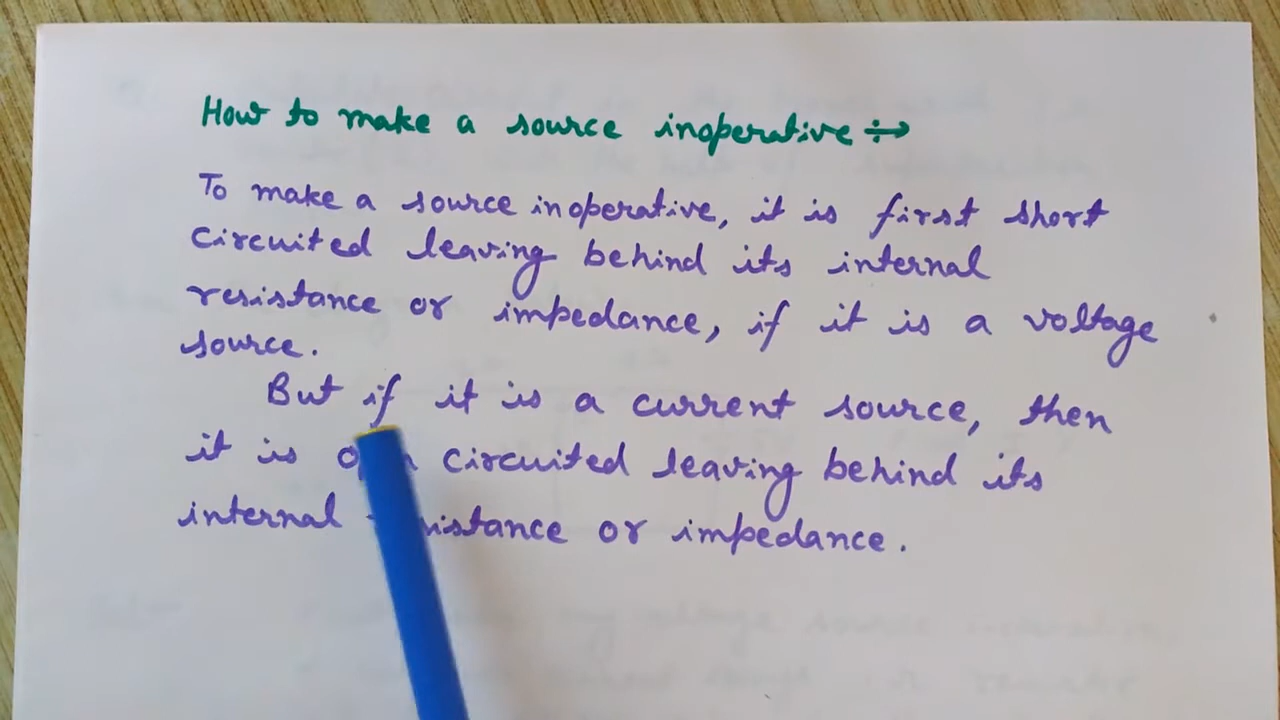 How to make a source inoperative ÷→
To make a source inoperative, it is first short
circuited leaving behind its internal
resistance or impedance, if it is a voltage
source.
But if it is a current source, then
it is circuited leaving behind its
internal or impedance.